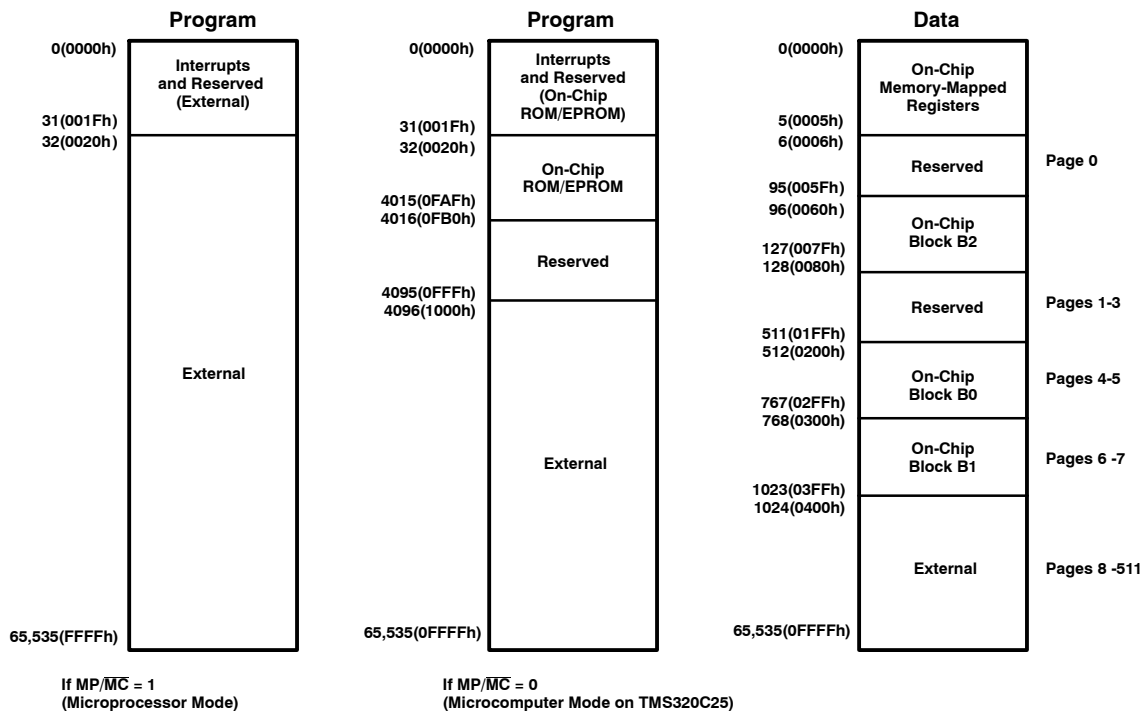 Program
0(0000h)
Interrupts
and Reserved
(External)
31(001Fh)
32(0020h)
External
65,535(FFFFh)
If MP/M̅C̅ = 1
(Microprocessor Mode)
Program
0(0000h)
Interrupts
and Reserved
(On-Chip
ROM/EPROM)
31(001Fh)
32(0020h)
On-Chip
ROM/EPROM
4015(0FAFh)
4016(0FB0h)
Reserved
4095(0FFFh)
4096(1000h)
External
65,535(0FFFFh)
If MP/M̅C̅ = 0
(Microcomputer Mode on TMS320C25)
Data
0(0000h)
On-Chip
Memory-Mapped
Registers
5(0005h)
6(0006h)
Reserved
Page 0
95(005Fh)
96(0060h)
On-Chip
Block B2
127(007Fh)
128(0080h)
Reserved
Pages 1-3
511(01FFh)
512(0200h)
On-Chip
Block B0
Pages 4-5
767(02FFh)
768(0300h)
On-Chip
Block B1
Pages 6 -7
1023(03FFh)
1024(0400h)
External
Pages 8 -511
65,535(0FFFFh)